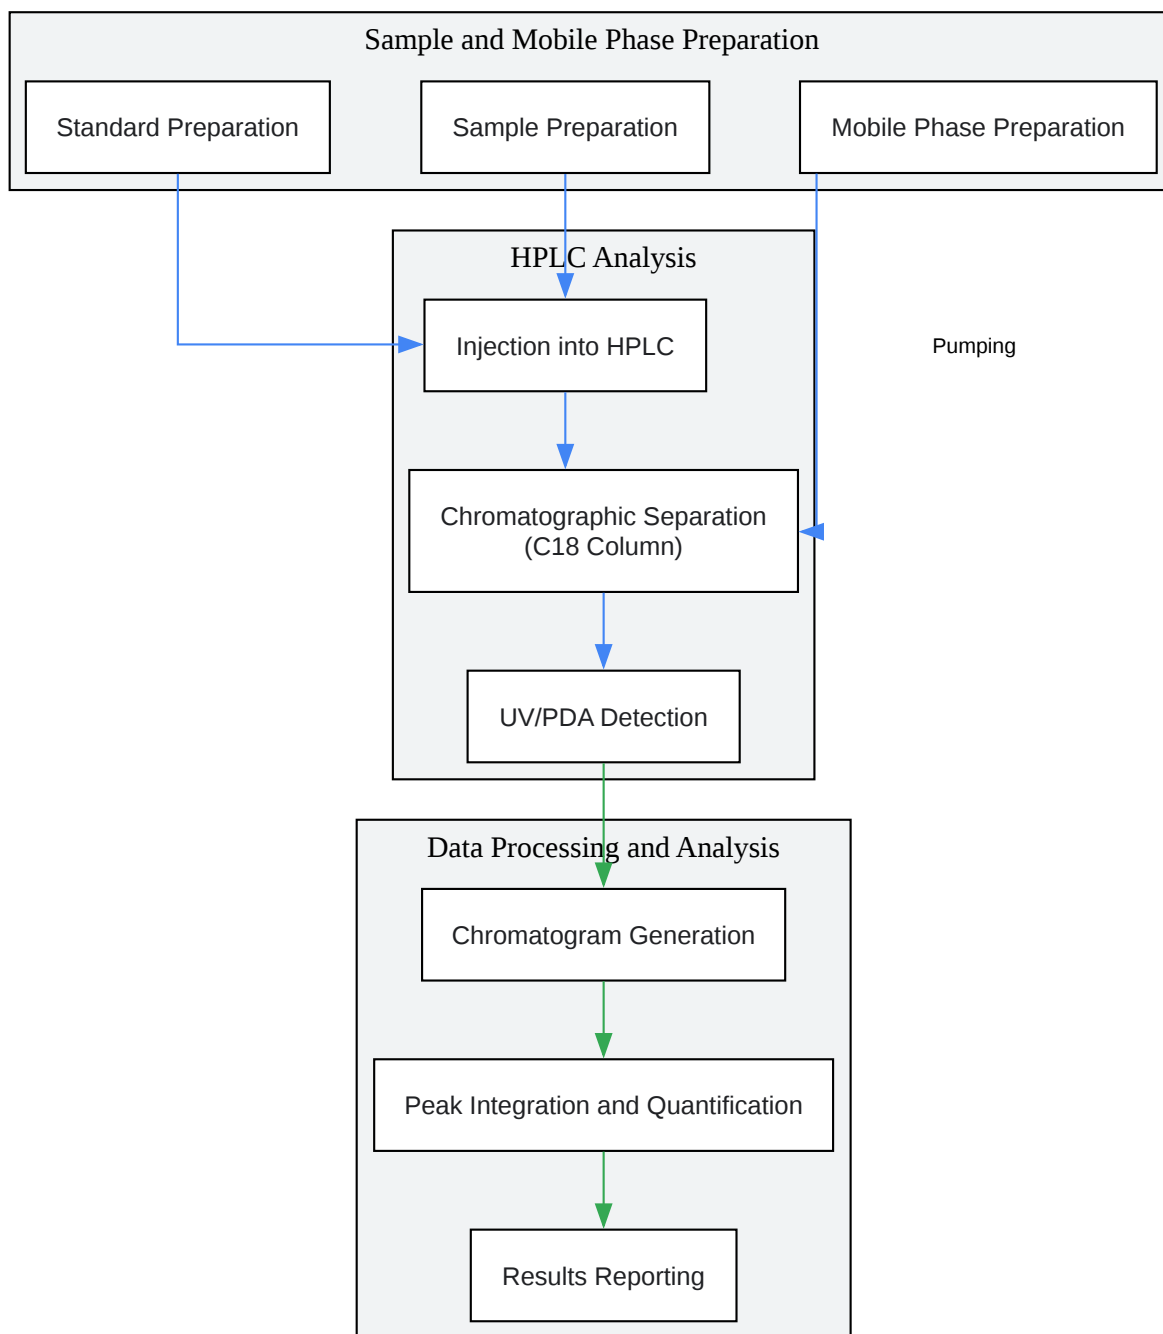 Sample and Mobile Phase Preparation
Standard Preparation
Sample Preparation
Mobile Phase Preparation
HPLC Analysis
Injection into HPLC
Pumping
Chromatographic Separation
(C18 Column)
UV/PDA Detection
Data Processing and Analysis
Chromatogram Generation
Peak Integration and Quantification
Results Reporting